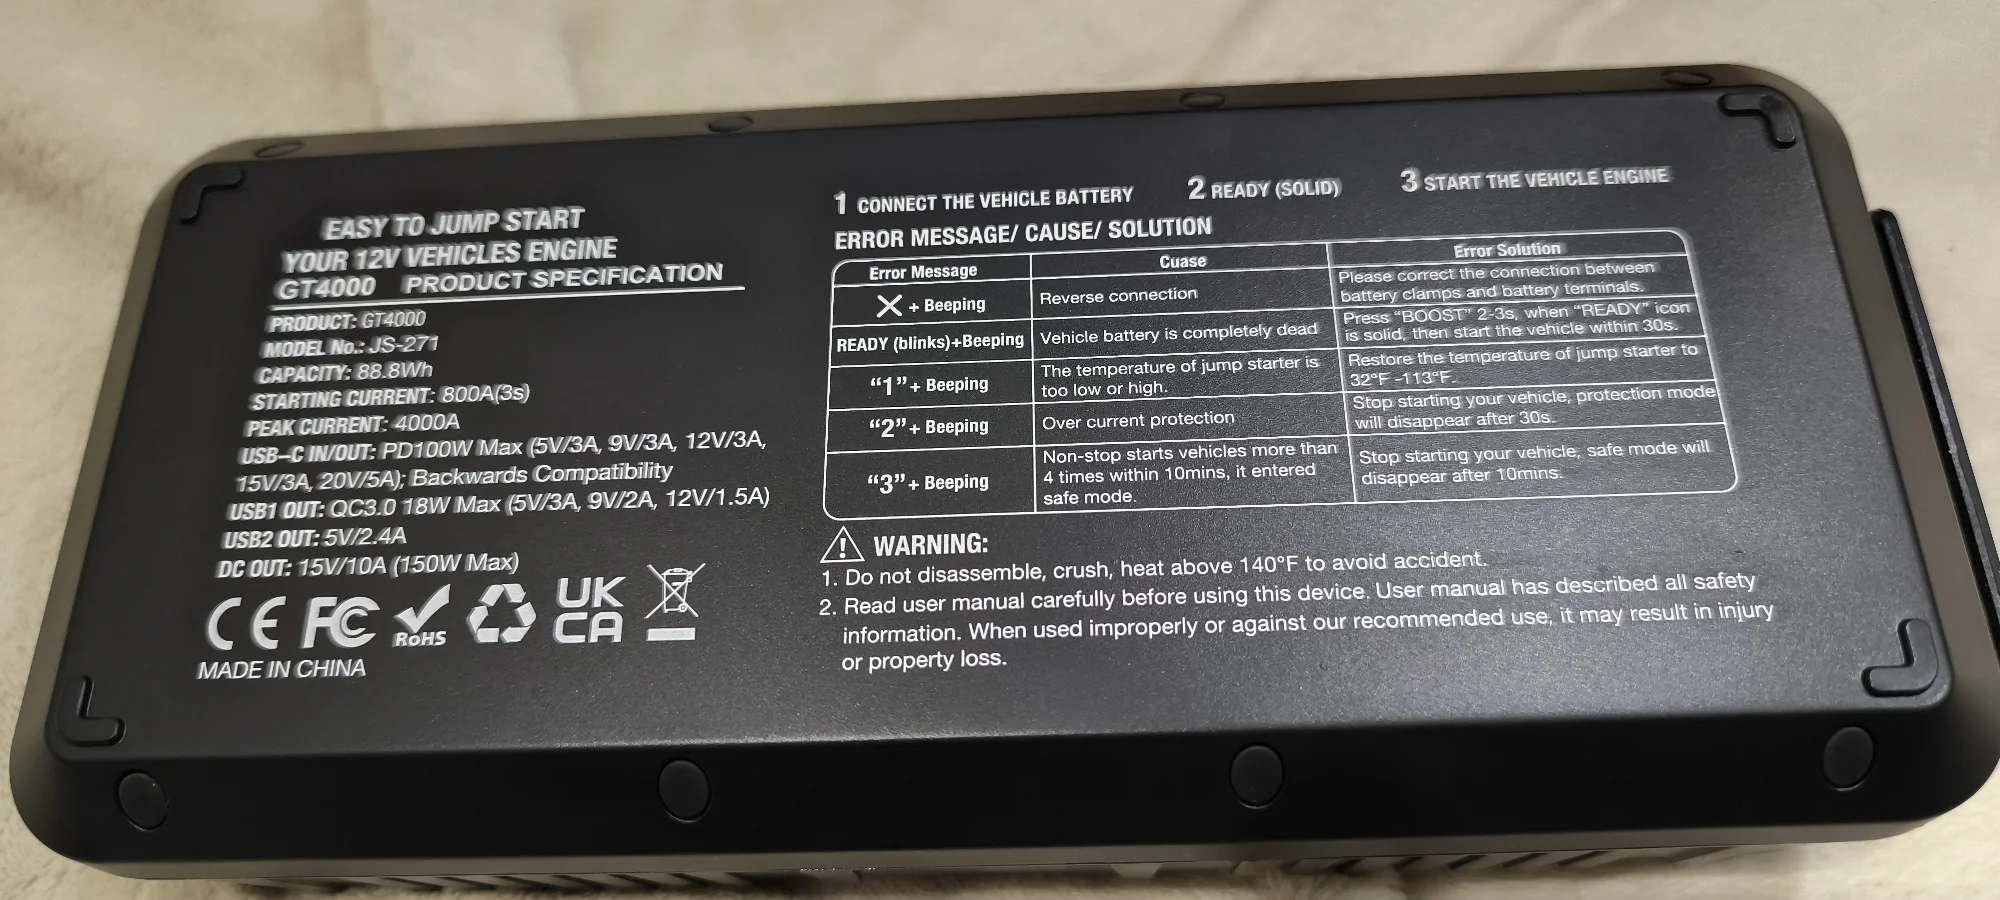 EASY TO JUMP START
YOUR 12V VEHICLES ENGINE
GT4000 PRODUCT SPECIFICATION
PRODUCT: GT4000
MODEL No.: JS-271
CAPACITY: 88.8Wh
STARTING CURRENT: 800A(3s)
PEAK CURRENT: 4000A
USB-C IN/OUT: PD100W Max (5V/3A, 9V/3A, 12V/3A,
15V/3A, 20V/5A); Backwards Compatibility
USB1 OUT: QC3.0 18W Max (5V/3A, 9V/2A, 12V/1.5A)
USB2 OUT: 5V/2.4A
DC OUT: 15V/10A (150W Max)
CE FC RoHS UK
CA
MADE IN CHINA
1 CONNECT THE VEHICLE BATTERY 2 READY (SOLID) 3 START THE VEHICLE ENGINE
ERROR MESSAGE/ CAUSE/ SOLUTION
Error Message Cuase Error Solution
X + Beeping Reverse connection Please correct the connection between
battery clamps and battery terminals.
READY (blinks)+Beeping Vehicle battery is completely dead Press "BOOST" 2-3s, when "READY" icon
is solid, then start the vehicle within 30s.
"1"+ Beeping The temperature of jump starter is
too low or high. Restore the temperature of jump starter to
32°F -113°F.
"2"+ Beeping Over current protection Stop starting your vehicle, protection mode
will disappear after 30s.
"3"+ Beeping Non-stop starts vehicles more than
4 times within 10mins, it entered
safe mode. Stop starting your vehicle, safe mode will
disappear after 10mins.
WARNING:
1. Do not disassemble, crush, heat above 140°F to avoid accident.
2. Read user manual carefully before using this device. User manual has described all safety
information. When used improperly or against our recommended use, it may result in injury
or property loss.